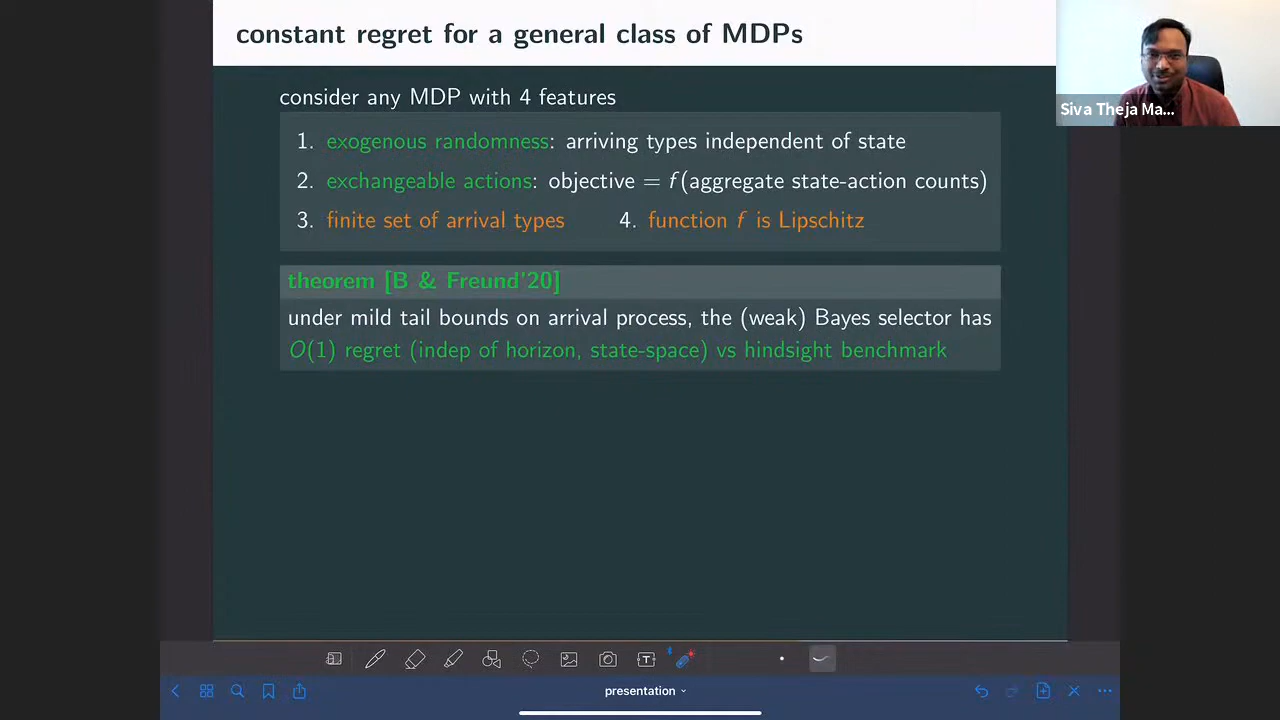 constant regret for a general class of MDPs
consider any MDP with 4 features
1. exogenous randomness: arriving types independent of state
2. exchangeable actions: objective = f(aggregate state-action counts)
3. finite set of arrival types 4. function f is Lipschitz
theorem [B & Freund'20]
under mild tail bounds on arrival process, the (weak) Bayes selector has
O(1) regret (indep of horizon, state-space) vs hindsight benchmark
Siva Theja Ma...
T
presentation